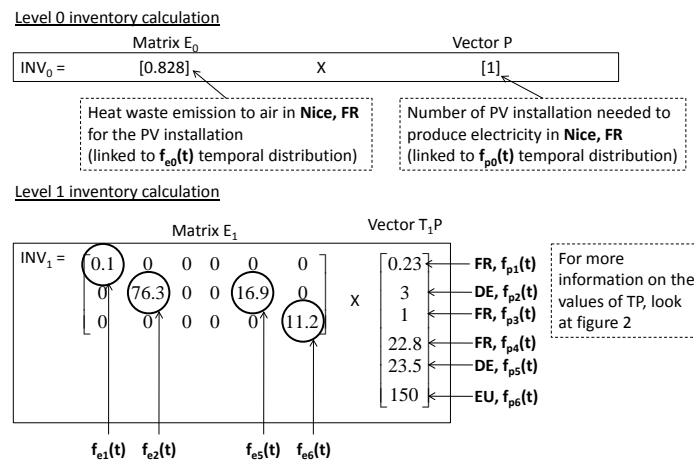 Level 0 inventory calculation
Matrix E0
Vector P
INV0 = [0.828] X [1]
Heat waste emission to air in Nice, FR
for the PV installation
(linked to fe0(t) temporal distribution)
Number of PV installation needed to
produce electricity in Nice, FR
(linked to fp0(t) temporal distribution)
Level 1 inventory calculation
Matrix E1
Vector T1P
INV1 =
0.1 0 0 0 0 0
0 76.3 0 0 16.9 0
0 0 0 0 0 11.2
X
0.23
3
1
22.8
23.5
150
FR, fp1(t)
DE, fp2(t)
FR, fp3(t)
FR, fp4(t)
DE, fp5(t)
EU, fp6(t)
For more
information on the
values of TP, look
at figure 2
fe1(t) fe2(t) fe5(t) fe6(t)